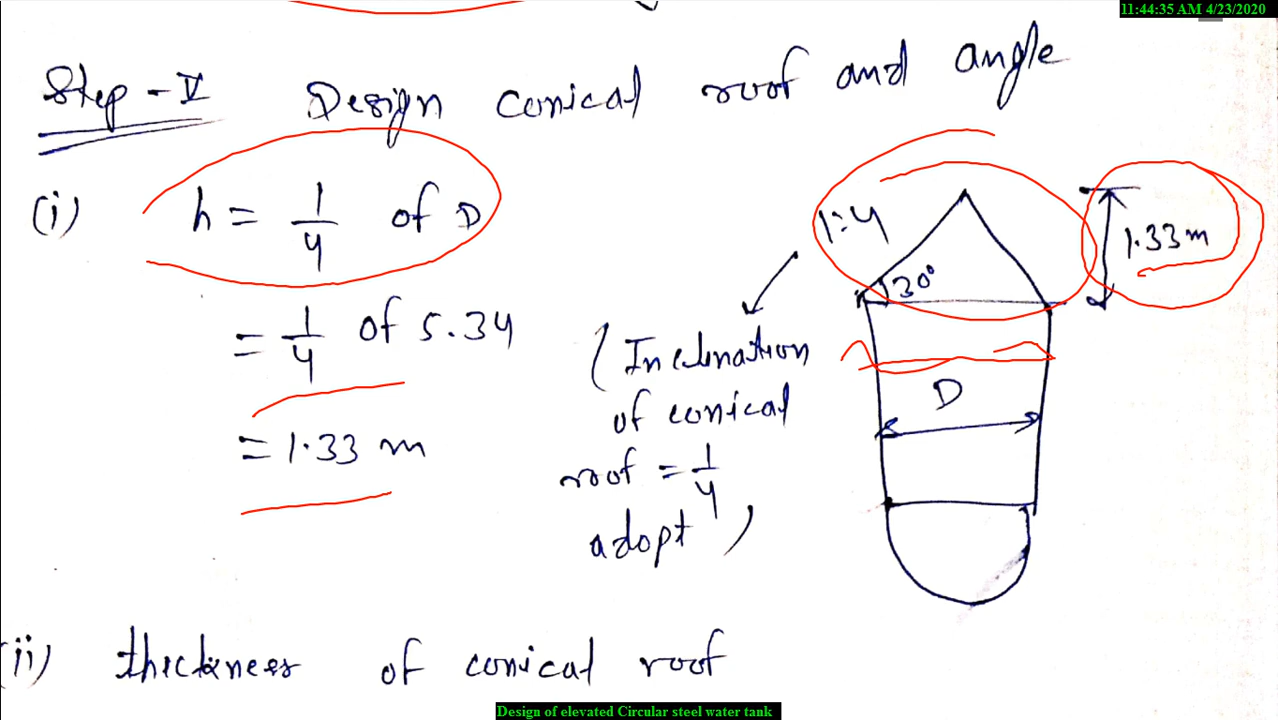 11:44:35 AM 4/23/2020
Step - V Design conical roof and angle
(i) h = 1/4 of D
= 1/4 of 5.34
= 1.33 m
1:4
30°
1.33 m
D
(Inclination
of conical
roof = 1/4
adopt)
(ii) thickness of conical roof
Design of elevated Circular steel water tank